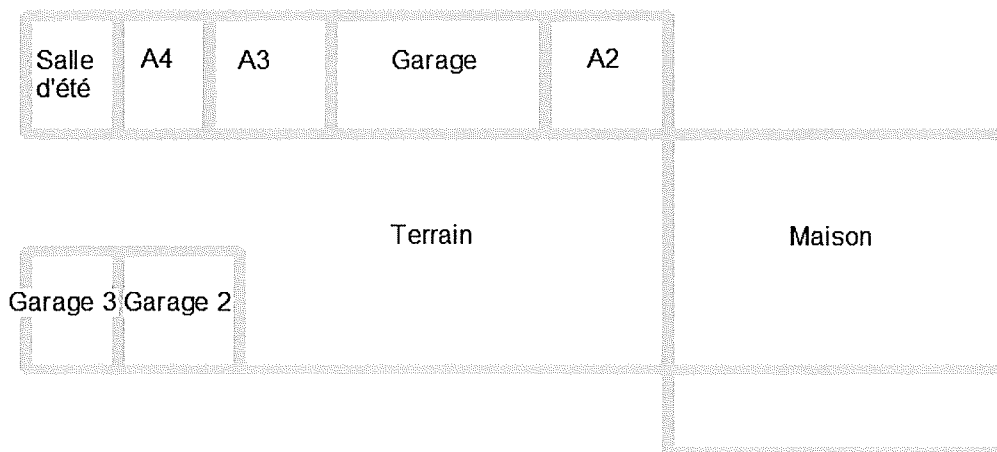 Salle
d'été
A4
A3
Garage
A2
Terrain
Maison
Garage 3
Garage 2